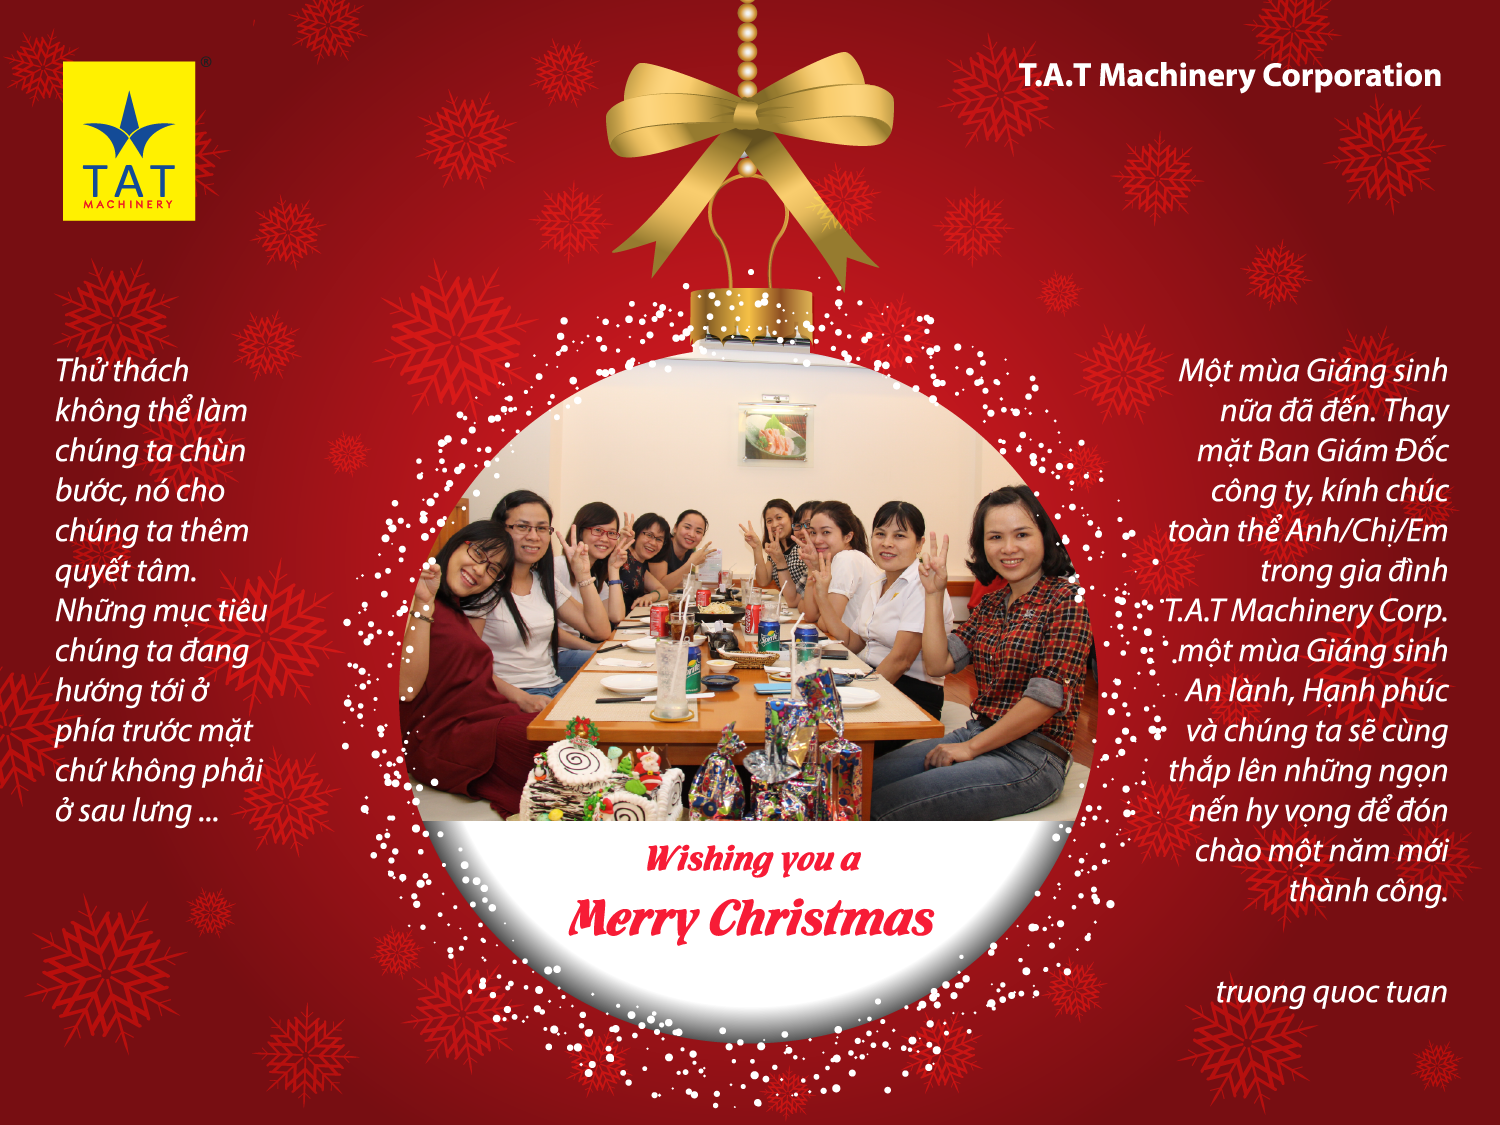 ®
TAT
MACHINERY
T.A.T Machinery Corporation
Thử thách
không thể làm
chúng ta chùn
bước, nó cho
chúng ta thêm
quyết tâm.
Những mục tiêu
chúng ta đang
hướng tới ở
phía trước mặt
chứ không phải
ở sau lưng ...
Một mùa Giáng sinh
nữa đã đến. Thay
mặt Ban Giám Đốc
công ty, kính chúc
toàn thể Anh/Chị/Em
trong gia đình
T.A.T Machinery Corp.
một mùa Giáng sinh
An lành, Hạnh phúc
và chúng ta sẽ cùng
thắp lên những ngọn
nến hy vọng để đón
chào một năm mới
thành công.
truong quoc tuan
Sprite
Wishing you a
Merry Christmas